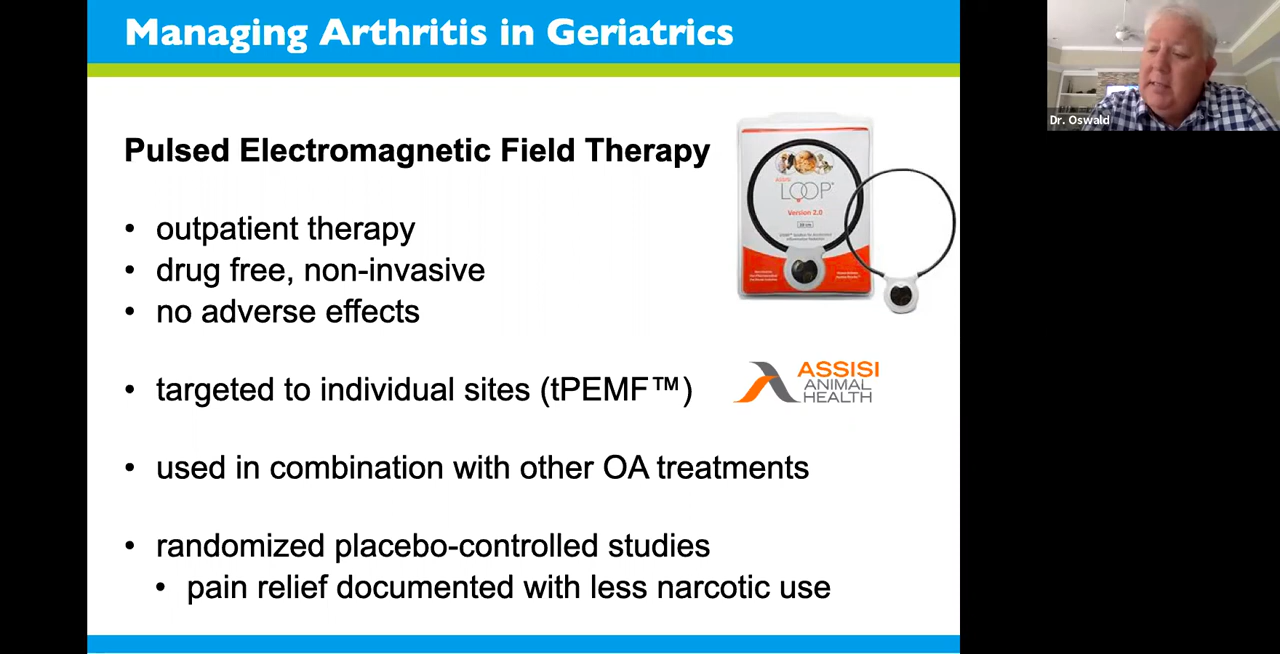 Managing Arthritis in Geriatrics
Dr. Oswald
Pulsed Electromagnetic Field Therapy
• outpatient therapy
• drug free, non-invasive
• no adverse effects
• targeted to individual sites (tPEMF™)
• used in combination with other OA treatments
• randomized placebo-controlled studies
• pain relief documented with less narcotic use
LOOP
Version 2.0
ASSISI
ANIMAL
HEALTH